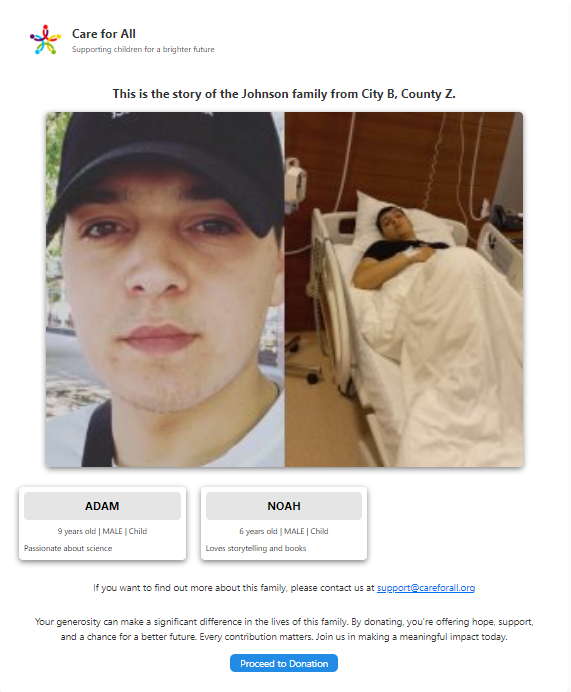 Care for All
Supporting children for a brighter future
This is the story of the Johnson family from City B, County Z.
ADAM
9 years old | MALE | Child
Passionate about science
NOAH
6 years old | MALE | Child
Loves storytelling and books
If you want to find out more about this family, please contact us at support@careforall.org
Your generosity can make a significant difference in the lives of this family. By donating, you're offering hope, support,
and a chance for a better future. Every contribution matters. Join us in making a meaningful impact today.
Proceed to Donation